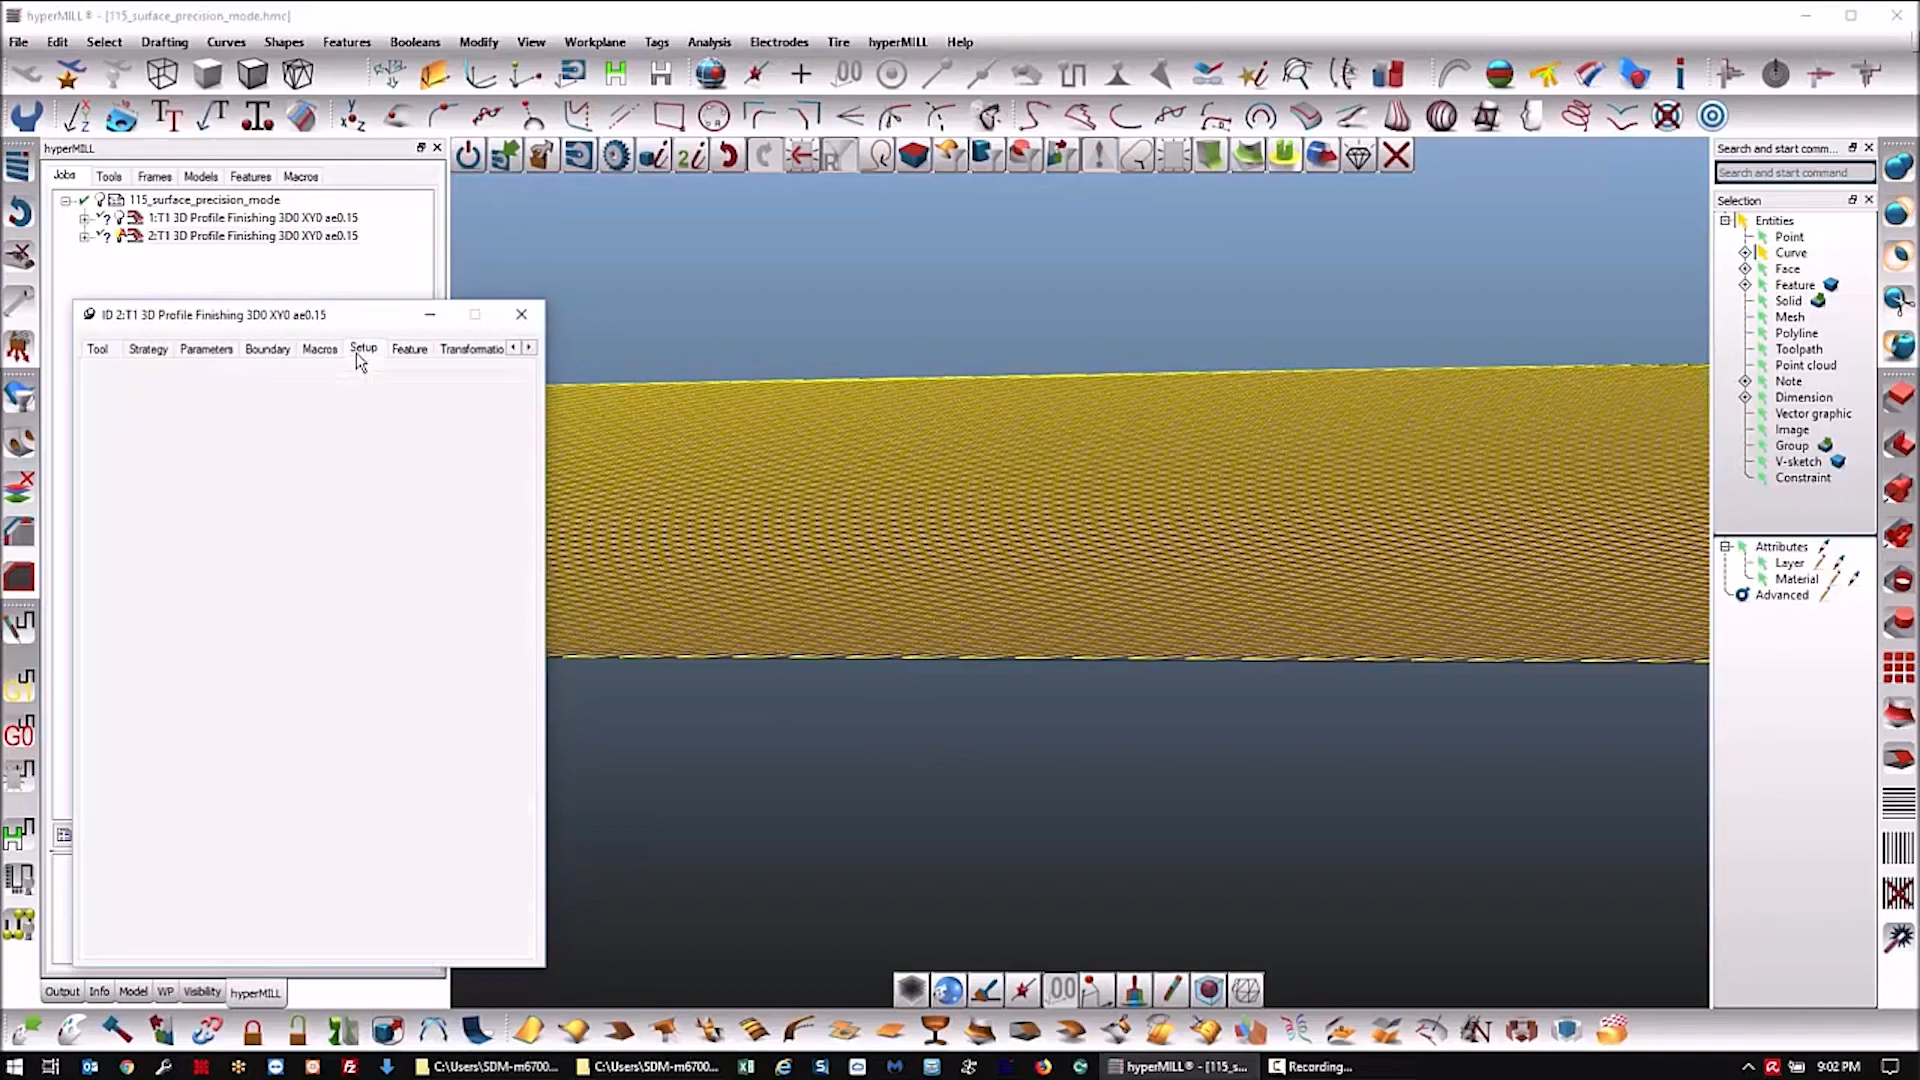 hyperMILL® - [115_surface_precision_mode.hmc]
File Edit Select Drafting Curves Shapes Features Booleans Modify View Workplane Tags Analysis Electrodes Tire hyperMILL Help
hyperMILL
Jobs Tools Frames Models Features Macros
115_surface_precision_mode
1:T1 3D Profile Finishing 3D0 XY0 ae0.15
2:T1 3D Profile Finishing 3D0 XY0 ae0.15
ID 2:T1 3D Profile Finishing 3D0 XY0 ae0.15
Tool Strategy Parameters Boundary Macros Setup Feature Transformatio
Output Info Model WP Visibility hyperMILL
Search and start comm...
Search and start command
Selection
Entities
Point
Curve
Face
Feature
Solid
Mesh
Polyline
Toolpath
Point cloud
Note
Dimension
Vector graphic
Image
Group
V-sketch
Constraint
Attributes
Layer
Material
Advanced
G0
C:\Users\SDM-m6700... C:\Users\SDM-m6700... hyperMILL® - [115_s... Recording... 9:02 PM